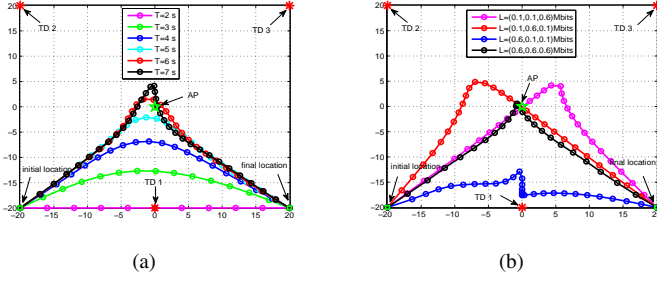 TD 2
TD 3
T=2 s
T=3 s
T=4 s
T=5 s
T=6 s
T=7 s
AP
initial location
final location
TD 1
20
15
10
5
0
−5
−10
−15
−20
−20 −15 −10 −5 0 5 10 15 20
(a)
TD 2
TD 3
L=(0.1,0.1,0.6)Mbits
L=(0.1,0.6,0.1)Mbits
L=(0.6,0.1,0.1)Mbits
L=(0.6,0.6.0.6)Mbits
AP
initial location
final location
TD 1
20
15
10
5
0
−5
−10
−15
−20
−20 −15 −10 −5 0 5 10 15
(b)